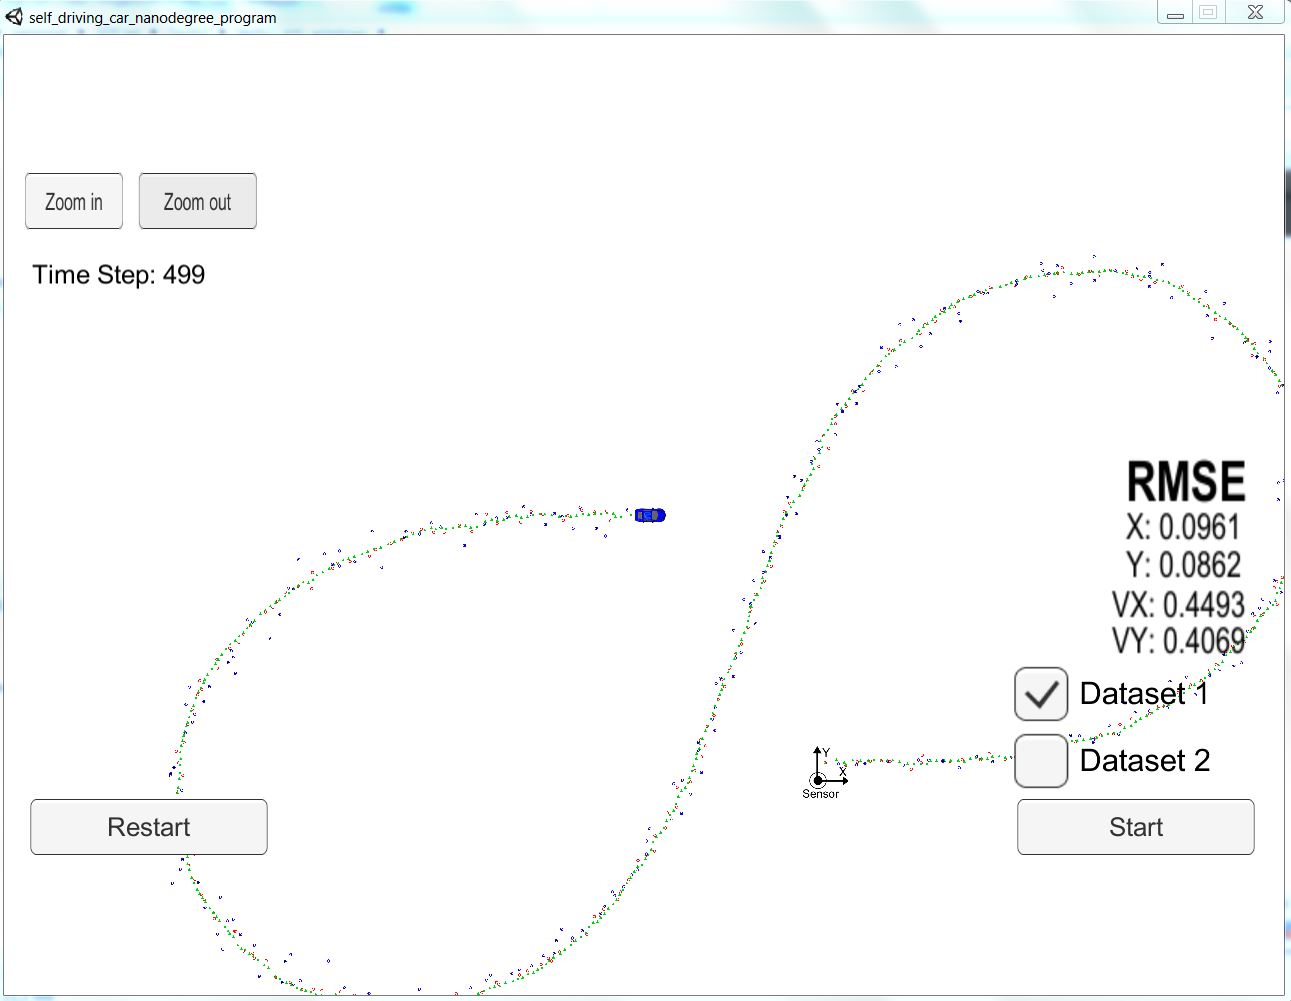 self_driving_car_nanodegree_program
Zoom in
Zoom out
Time Step: 499
RMSE
X: 0.0961
Y: 0.0862
VX: 0.4493
VY: 0.4069
Dataset 1
Dataset 2
Y
X
Sensor
Restart
Start